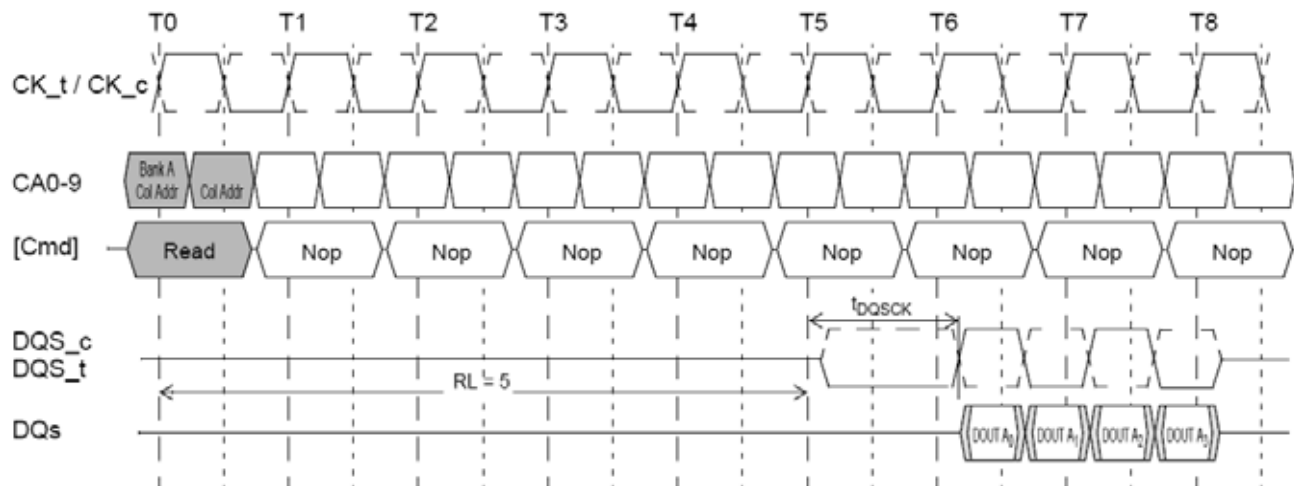 T0 T1 T2 T3 T4 T5 T6 T7 T8
CK_t / CK_c
CA0-9
Bank A
Col Addr
Col Addr
[Cmd]
Read Nop Nop Nop Nop Nop Nop Nop Nop
tDQSCK
DQS_c
DQS_t
RL = 5
DQs
DOUT A0 DOUT A1 DOUT A2 DOUT A3